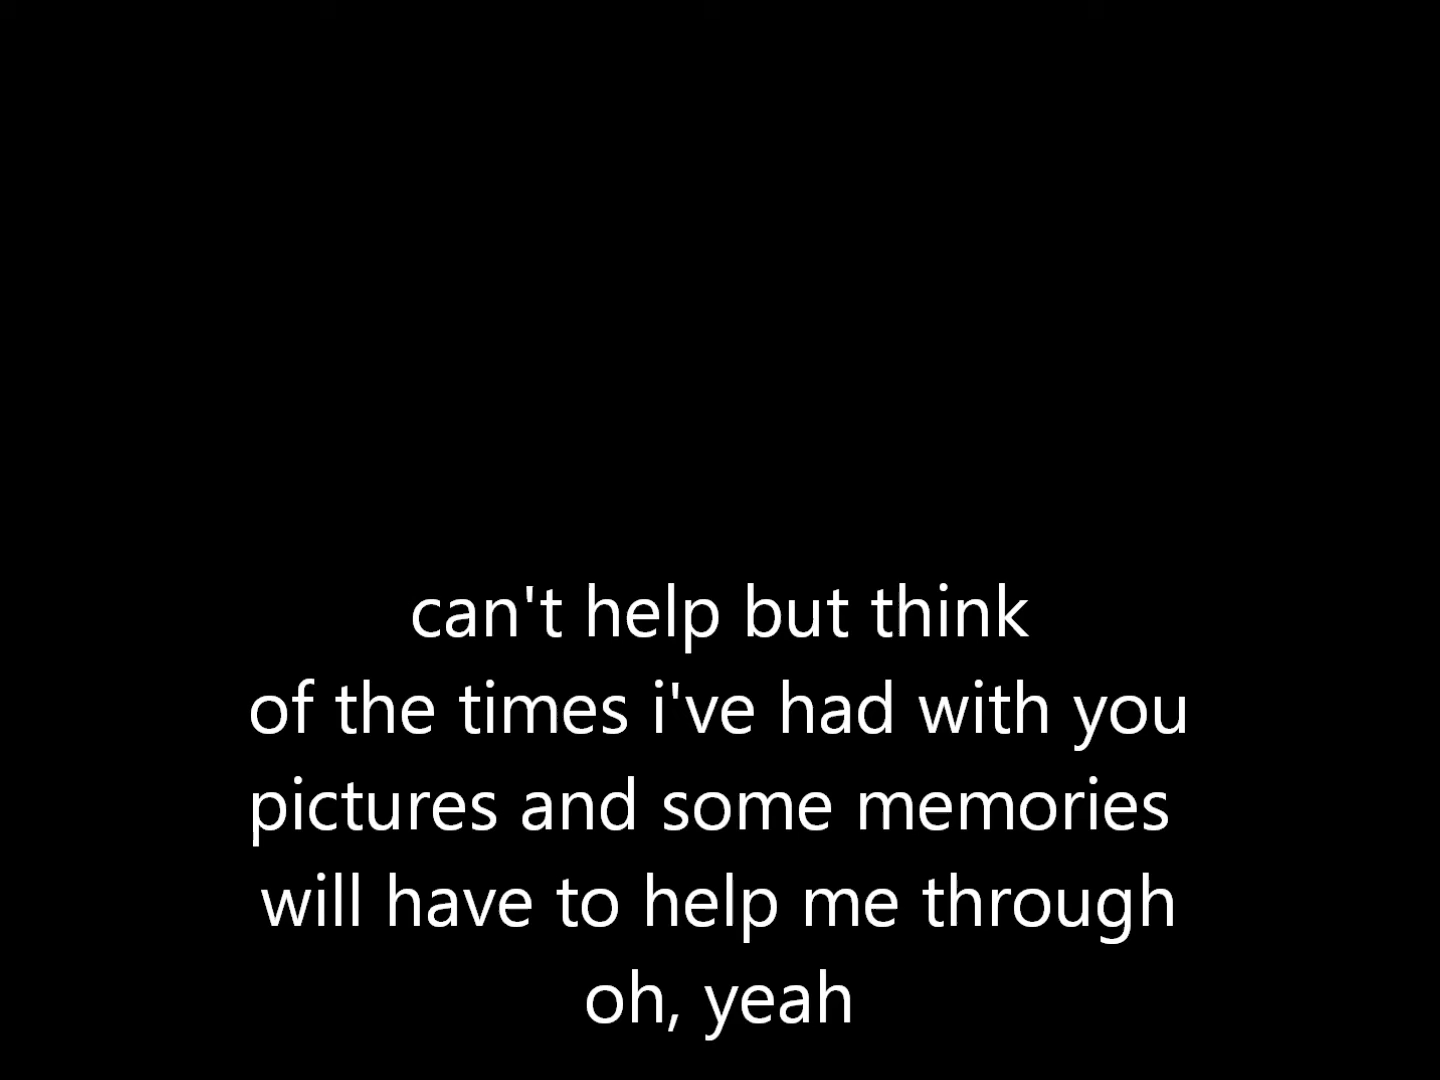 can't help but think
of the times i've had with you
pictures and some memories
will have to help me through
oh, yeah